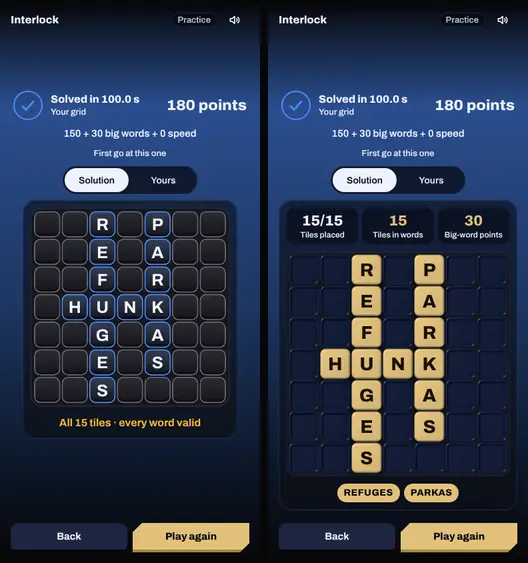 Interlock
Practice
Solved in 100.0 s
Your grid
180 points
150 + 30 big words + 0 speed
First go at this one
Solution
Yours
R P
E A
F R
H U N K
G A
E S
S
All 15 tiles · every word valid
Back
Play again
Interlock
Practice
Solved in 100.0 s
Your grid
180 points
150 + 30 big words + 0 speed
First go at this one
Solution
Yours
15/15
Tiles placed
15
Tiles in words
30
Big-word points
R P
E A
F R
H U N K
G A
E S
S
REFUGES
PARKAS
Back
Play again